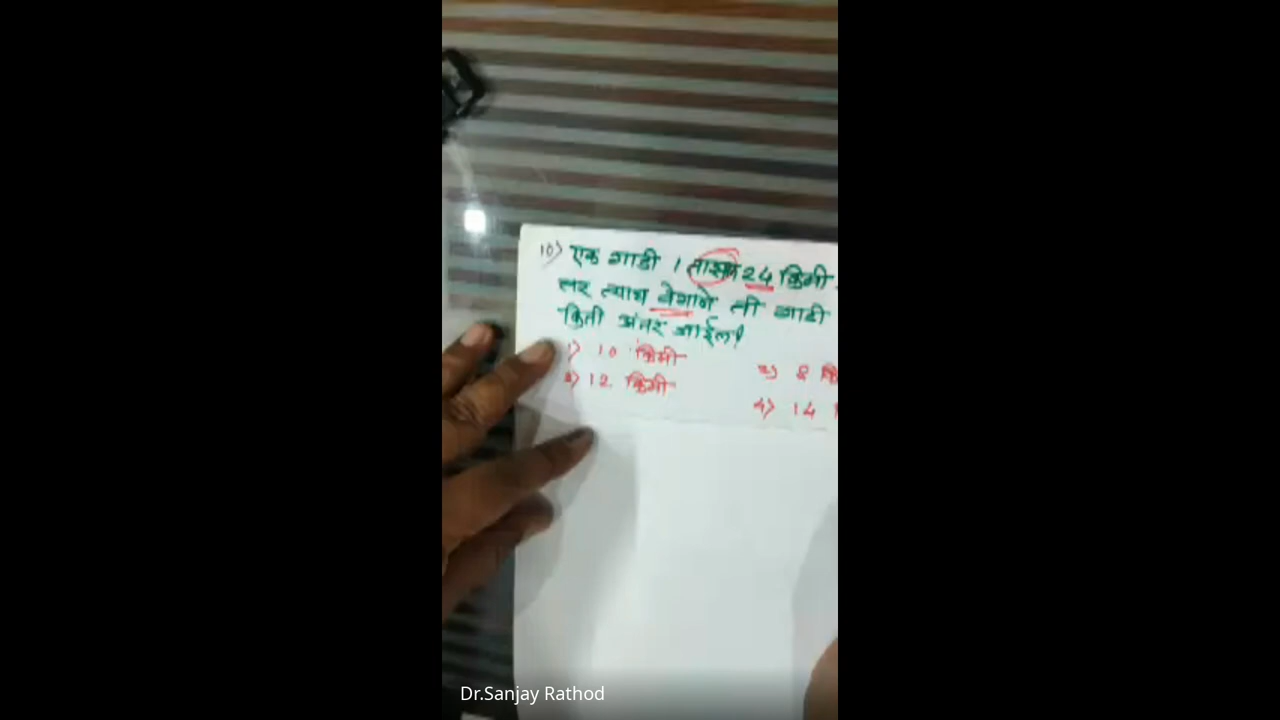 10) एक गाडी 1 तासात 24 किमी
तर त्याच वेगाने ती गाडी
किती अंतर जाईल?
1) 10 किमी
3) 8 कि
2) 12 किमी
4) 14
Dr.Sanjay Rathod